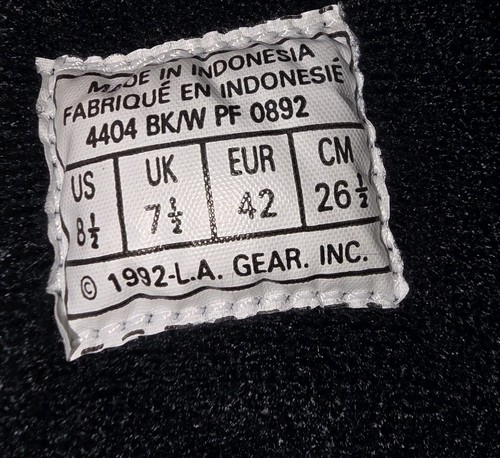 MADE IN INDONESIA
FABRIQUÉ EN INDONESIÉ
4404 BK/W PF 0892
US UK EUR CM
8½ 7½ 42 26½
© 1992-L.A. GEAR. INC.